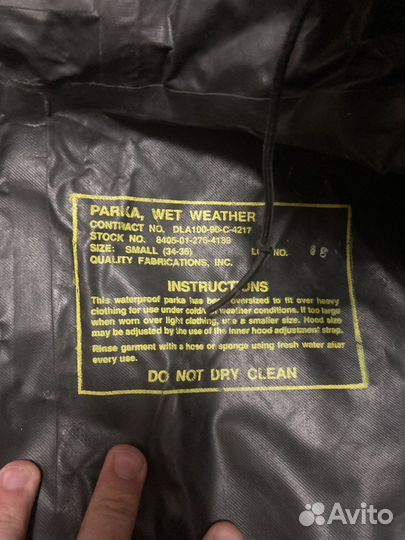 PARKA, WET WEATHER
CONTRACT NO. DLA100-90-C-4217
STOCK NO. 8405-01-276-4139
SIZE: SMALL (34-36) NO.
QUALITY FABRICATIONS, INC.
INSTRUCTIONS
This waterproof parka has been oversized to fit over heavy
clothing for use under cold weather conditions. If too large
when worn over light clothing, use a smaller size. Hood size
may be adjusted by the use of the inner hood adjustment strap.
Rinse garment with a hose or sponge using fresh water after
every use.
DO NOT DRY CLEAN
Avito